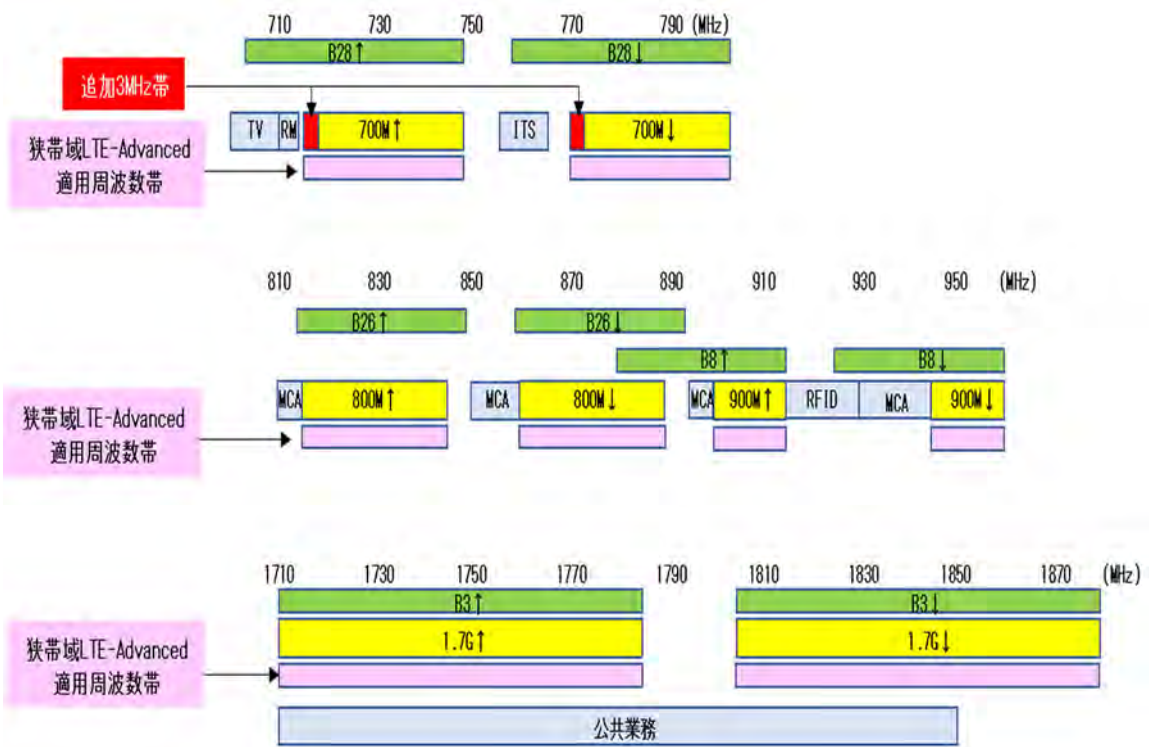 710 730 750 770 790 (MHz)
B28↑ B28↓
追加3MHz帯
TV RM 700M↑ ITS 700M↓
狭帯域LTE-Advanced
適用周波数帯
810 830 850 870 890 910 930 950 (MHz)
B26↑ B26↓
B8↑ B8↓
MCA 800M↑ MCA 800M↓ MCA 900M↑ RFID MCA 900M↓
狭帯域LTE-Advanced
適用周波数帯
1710 1730 1750 1770 1790 1810 1830 1850 1870 (MHz)
B3↑ B3↓
1.7G↑ 1.7G↓
狭帯域LTE-Advanced
適用周波数帯
公共業務